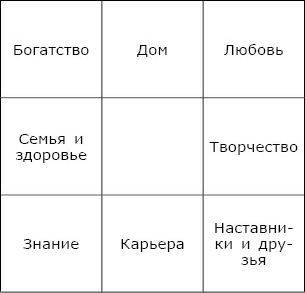 Богатство
Дом
Любовь
Семья и
здоровье
Творчество
Знание
Карьера
Наставни-
ки и дру-
зья